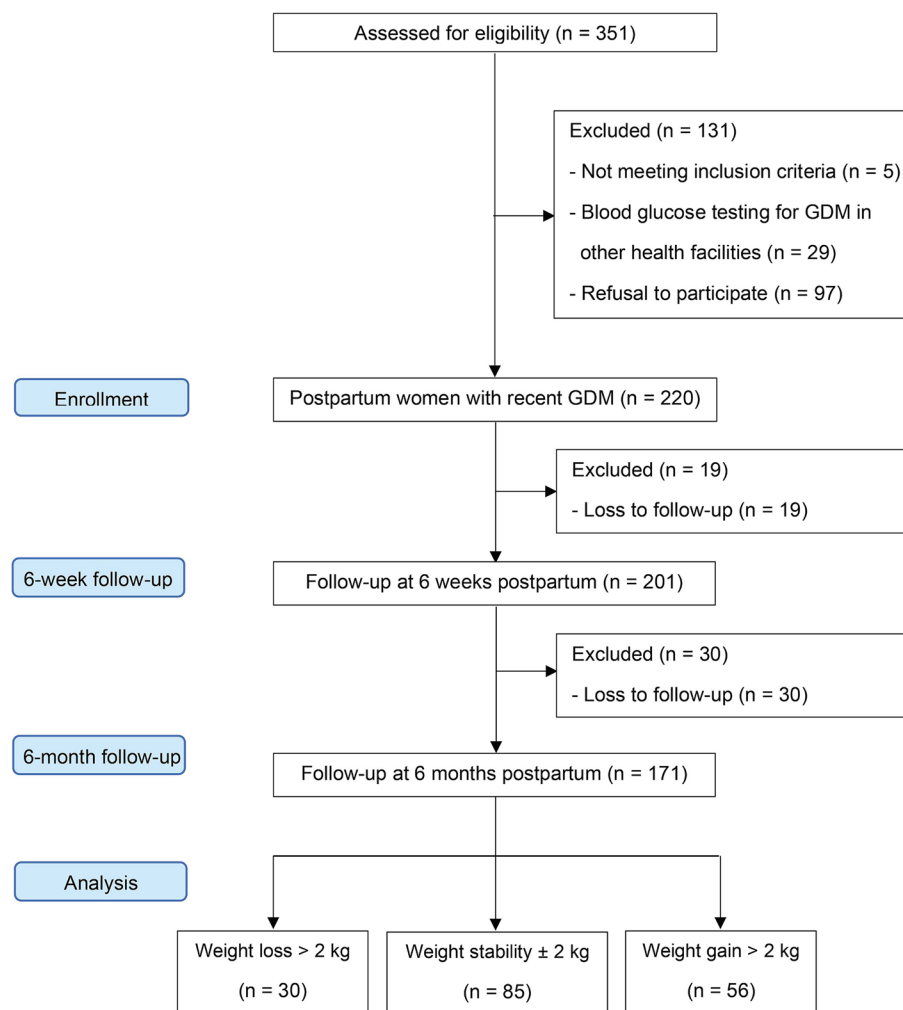 Assessed for eligibility (n = 351)
Excluded (n = 131)
- Not meeting inclusion criteria (n = 5)
- Blood glucose testing for GDM in
other health facilities (n = 29)
- Refusal to participate (n = 97)
Enrollment
Postpartum women with recent GDM (n = 220)
Excluded (n = 19)
- Loss to follow-up (n = 19)
6-week follow-up
Follow-up at 6 weeks postpartum (n = 201)
Excluded (n = 30)
- Loss to follow-up (n = 30)
6-month follow-up
Follow-up at 6 months postpartum (n = 171)
Analysis
Weight loss > 2 kg
(n = 30)
Weight stability ± 2 kg
(n = 85)
Weight gain > 2 kg
(n = 56)